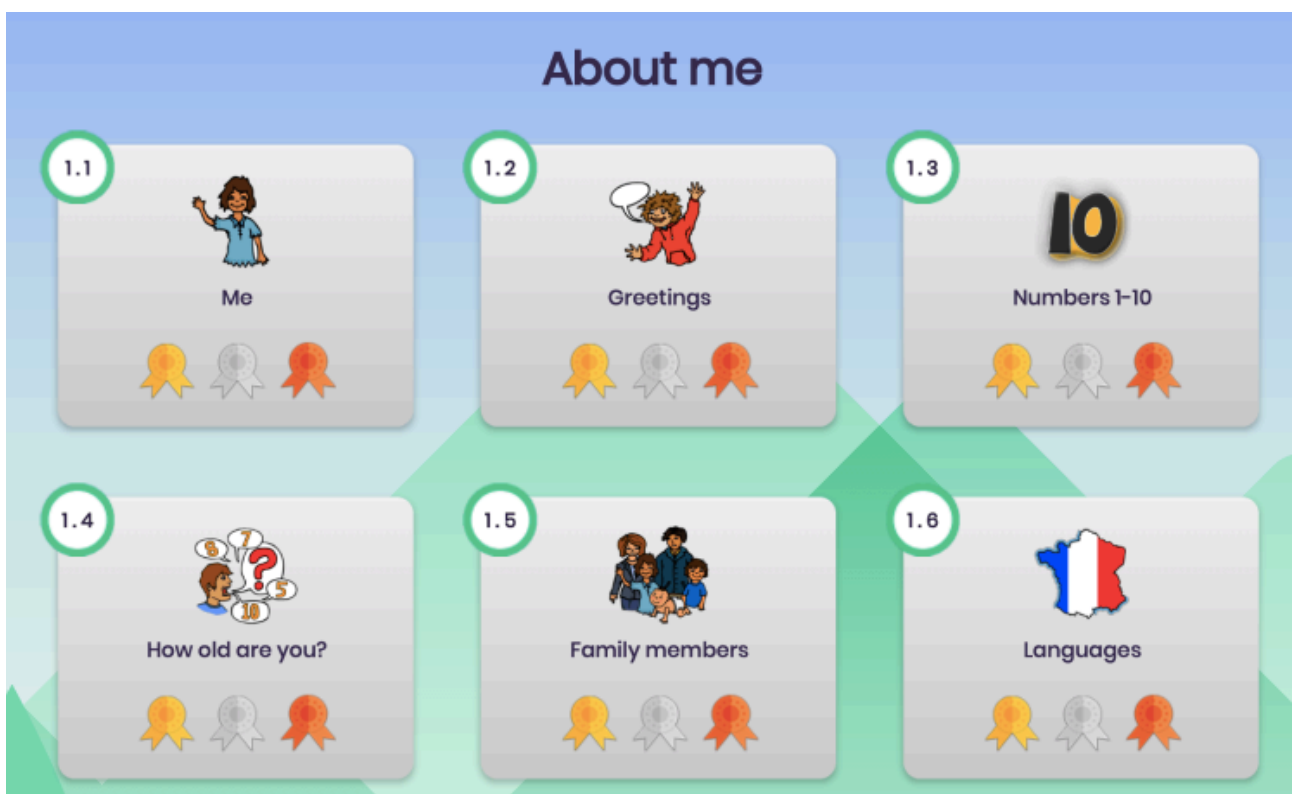 About me
1.1
Me
1.2
Greetings
1.3
10
Numbers 1-10
1.4
6
7
?
5
10
How old are you?
1.5
Family members
1.6
Languages